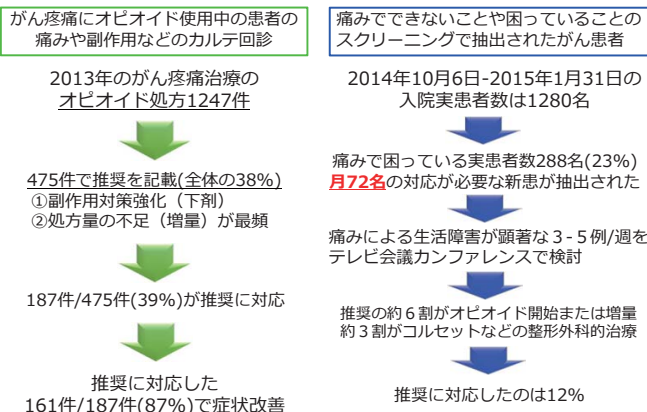 がん疼痛にオピオイド使用中の患者の
痛みや副作用などのカルテ回診
2013年のがん疼痛治療の
オピオイド処方1247件
475件で推奨を記載(全体の38%)
①副作用対策強化（下剤）
②処方量の不足（増量）が最頻
187件/475件(39%)が推奨に対応
推奨に対応した
161件/187件(87%)で症状改善
痛みでできないことや困っていることの
スクリーニングで抽出されたがん患者
2014年10月6日-2015年1月31日の
入院実患者数は1280名
痛みで困っている実患者数288名(23%)
月72名の対応が必要な新患が抽出された
痛みによる生活障害が顕著な３-５例/週を
テレビ会議カンファレンスで検討
推奨の約６割がオピオイド開始または増量
約３割がコルセットなどの整形外科的治療
推奨に対応したのは12%